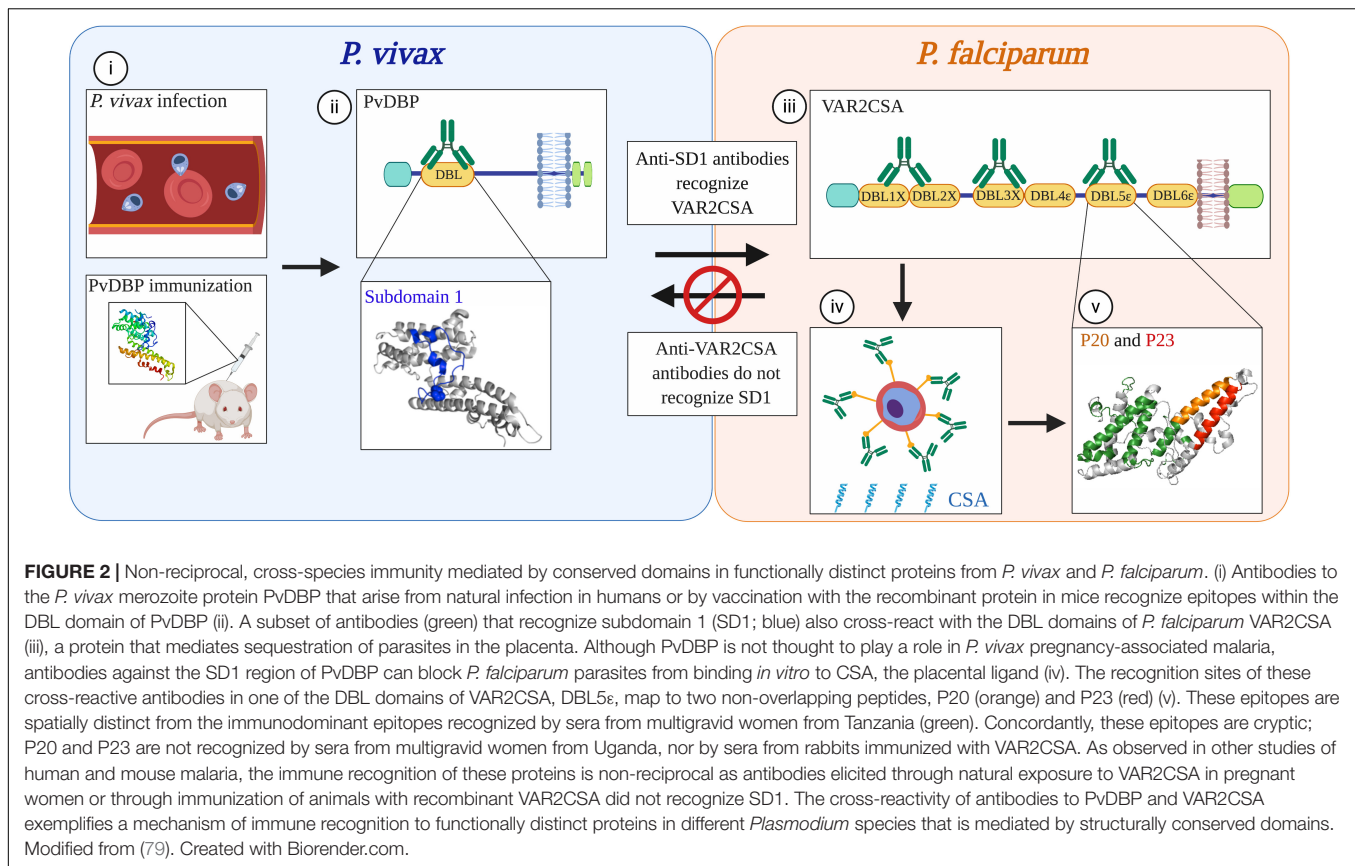 P. vivax
P. falciparum
i
P. vivax infection
PvDBP immunization
ii
PvDBP
DBL
Subdomain 1
Anti-SD1 antibodies
recognize
VAR2CSA
Anti-VAR2CSA
antibodies do not
recognize SD1
iii
VAR2CSA
DBL1X
DBL2X
DBL3X
DBL4ε
DBL5ε
DBL6ε
iv
CSA
v
P20 and P23
FIGURE 2 | Non-reciprocal, cross-species immunity mediated by conserved domains in functionally distinct proteins from P. vivax and P. falciparum. (i) Antibodies to
the P. vivax merozoite protein PvDBP that arise from natural infection in humans or by vaccination with the recombinant protein in mice recognize epitopes within the
DBL domain of PvDBP (ii). A subset of antibodies (green) that recognize subdomain 1 (SD1; blue) also cross-react with the DBL domains of P. falciparum VAR2CSA
(iii), a protein that mediates sequestration of parasites in the placenta. Although PvDBP is not thought to play a role in P. vivax pregnancy-associated malaria,
antibodies against the SD1 region of PvDBP can block P. falciparum parasites from binding in vitro to CSA, the placental ligand (iv). The recognition sites of these
cross-reactive antibodies in one of the DBL domains of VAR2CSA, DBL5ε, map to two non-overlapping peptides, P20 (orange) and P23 (red) (v). These epitopes are
spatially distinct from the immunodominant epitopes recognized by sera from multigravid women from Tanzania (green). Concordantly, these epitopes are cryptic;
P20 and P23 are not recognized by sera from multigravid women from Uganda, nor by sera from rabbits immunized with VAR2CSA. As observed in other studies of
human and mouse malaria, the immune recognition of these proteins is non-reciprocal as antibodies elicited through natural exposure to VAR2CSA in pregnant
women or through immunization of animals with recombinant VAR2CSA did not recognize SD1. The cross-reactivity of antibodies to PvDBP and VAR2CSA
exemplifies a mechanism of immune recognition to functionally distinct proteins in different Plasmodium species that is mediated by structurally conserved domains.
Modified from (79). Created with Biorender.com.